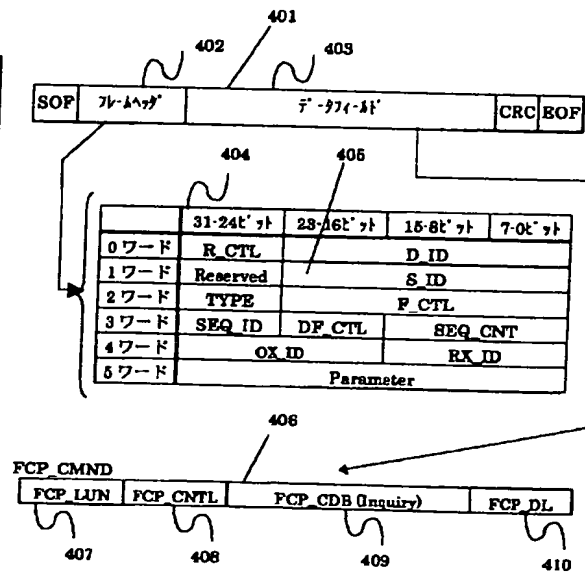 401
402
403
SOF ﾌﾚｰﾑﾍｯﾀﾞ ﾃﾞｰﾀﾌｨｰﾙﾄﾞ CRC EOF
404
405
31-24ﾋﾞｯﾄ 23-16ﾋﾞｯﾄ 15-8ﾋﾞｯﾄ 7-0ﾋﾞｯﾄ
0ワード R_CTL D_ID
1ワード Reserved S_ID
2ワード TYPE F_CTL
3ワード SEQ_ID DF_CTL SEQ_CNT
4ワード OX_ID RX_ID
5ワード Parameter
406
FCP_CMND
FCP_LUN FCP_CNTL FCP_CDB (Inquiry) FCP_DL
407 408 409 410